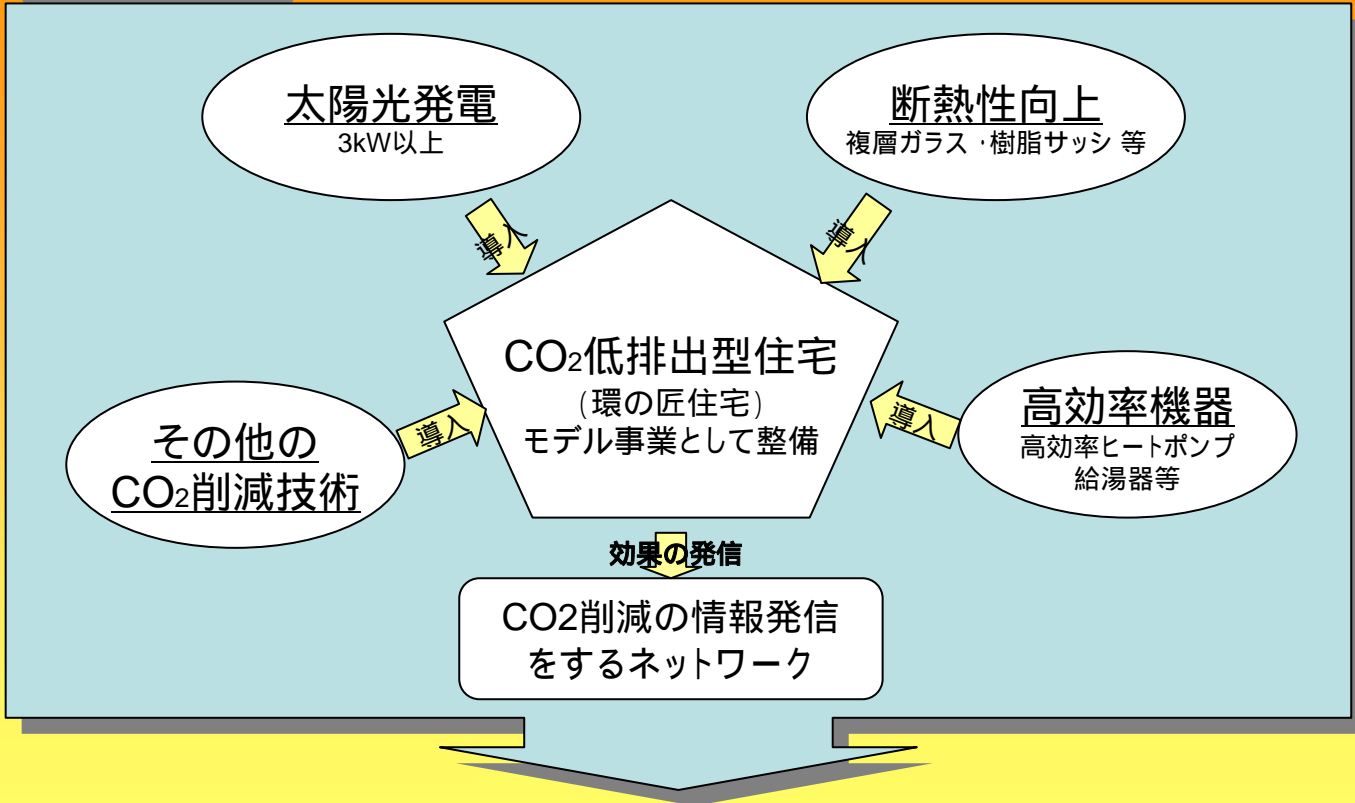 太陽光発電
3kW以上
断熱性向上
複層ガラス・樹脂サッシ 等
導入
導入
CO₂低排出型住宅
(環の匠住宅)
モデル事業として整備
その他の
CO₂削減技術
導入
導入
高効率機器
高効率ヒートポンプ
給湯器等
効果の発信
CO2削減の情報発信
をするネットワーク